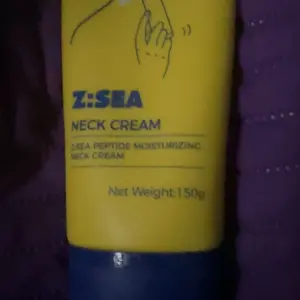 Z:SEA
NECK CREAM
Z:SEA PEPTIDE MOISTURIZING
NECK CREAM
Net Weight:150g